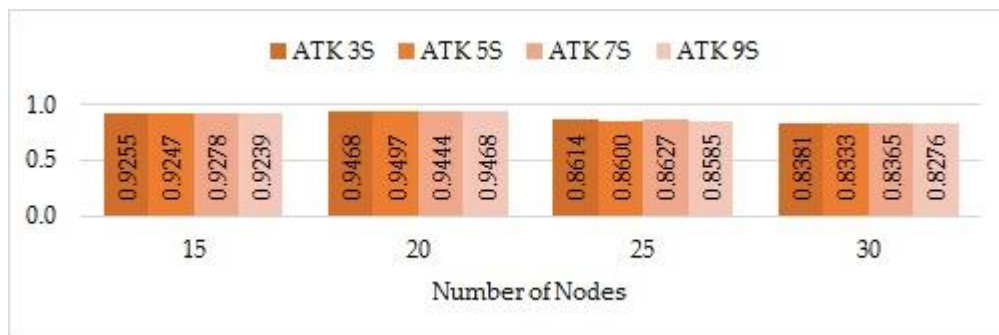 ATK 3S ATK 5S ATK 7S ATK 9S
1.0
0.5
0.0
0.9255 0.9247 0.9278 0.9239 0.9468 0.9497 0.9444 0.9468 0.8614 0.8600 0.8627 0.8585 0.8381 0.8333 0.8365 0.8276
15 20 25 30
Number of Nodes